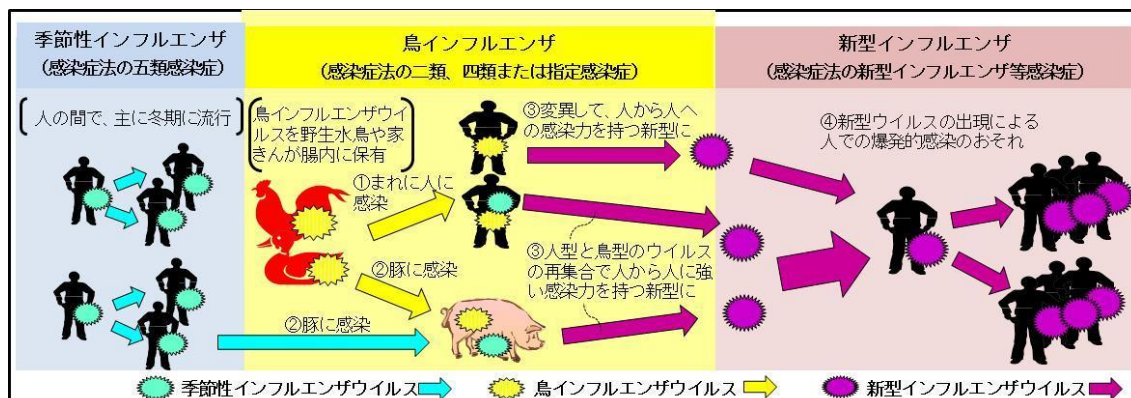 季節性インフルエンザ
(感染症法の五類感染症)
鳥インフルエンザ
(感染症法の二類、四類または指定感染症)
新型インフルエンザ
(感染症法の新型インフルエンザ等感染症)
人の間で、主に冬期に流行
鳥インフルエンザウイ
ルスを野生水鳥や家
きんが腸内に保有
①まれに人に
感染
②豚に感染
②豚に感染
③変異して、人から人へ
の感染力を持つ新型に
③人型と鳥型のウイルス
の再集合で人から人に強
い感染力を持つ新型に
④新型ウイルスの出現による
人での爆発的感染のおそれ
季節性インフルエンザウイルス
鳥インフルエンザウイルス
新型インフルエンザウイルス